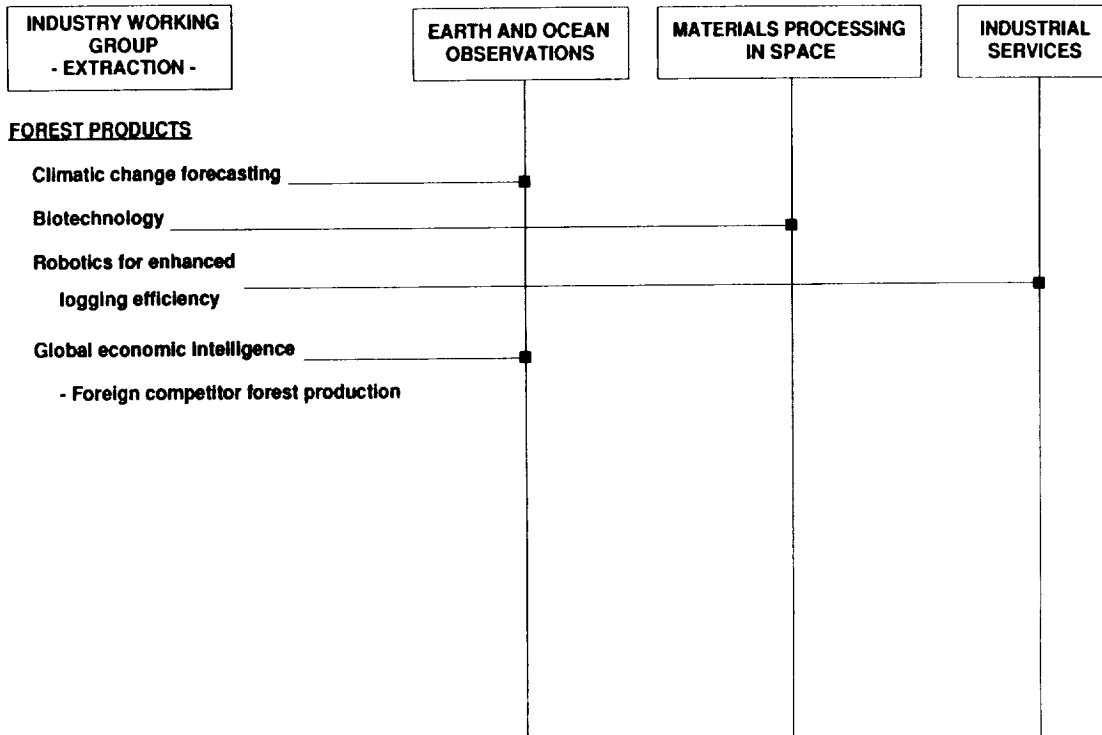 INDUSTRY WORKING
GROUP
- EXTRACTION -
EARTH AND OCEAN
OBSERVATIONS
MATERIALS PROCESSING
IN SPACE
INDUSTRIAL
SERVICES
FOREST PRODUCTS
Climatic change forecasting
Biotechnology
Robotics for enhanced
logging efficiency
Global economic intelligence
- Foreign competitor forest production